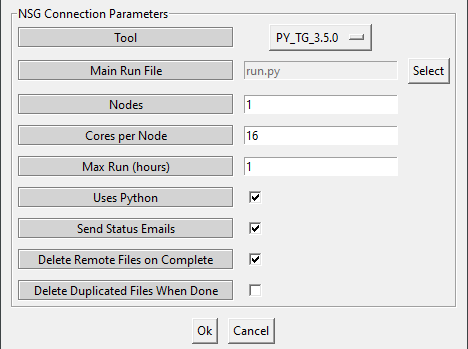 NSG Connection Parameters
Tool PY_TG_3.5.0
Main Run File run.py Select
Nodes 1
Cores per Node 16
Max Run (hours) 1
Uses Python
Send Status Emails
Delete Remote Files on Complete
Delete Duplicated Files When Done
Ok Cancel